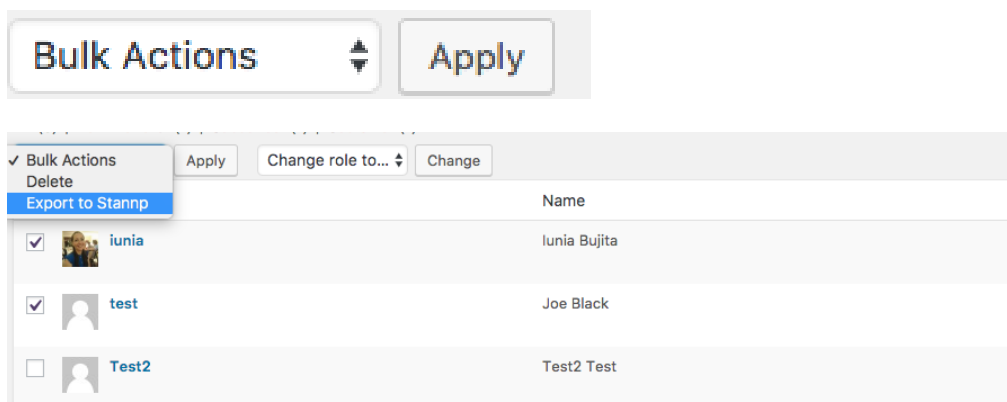 Bulk Actions Apply
✓ Bulk Actions Apply Change role to... Change
Delete
Export to Stannp
Name
iunia Iunia Bujita
test Joe Black
Test2 Test2 Test